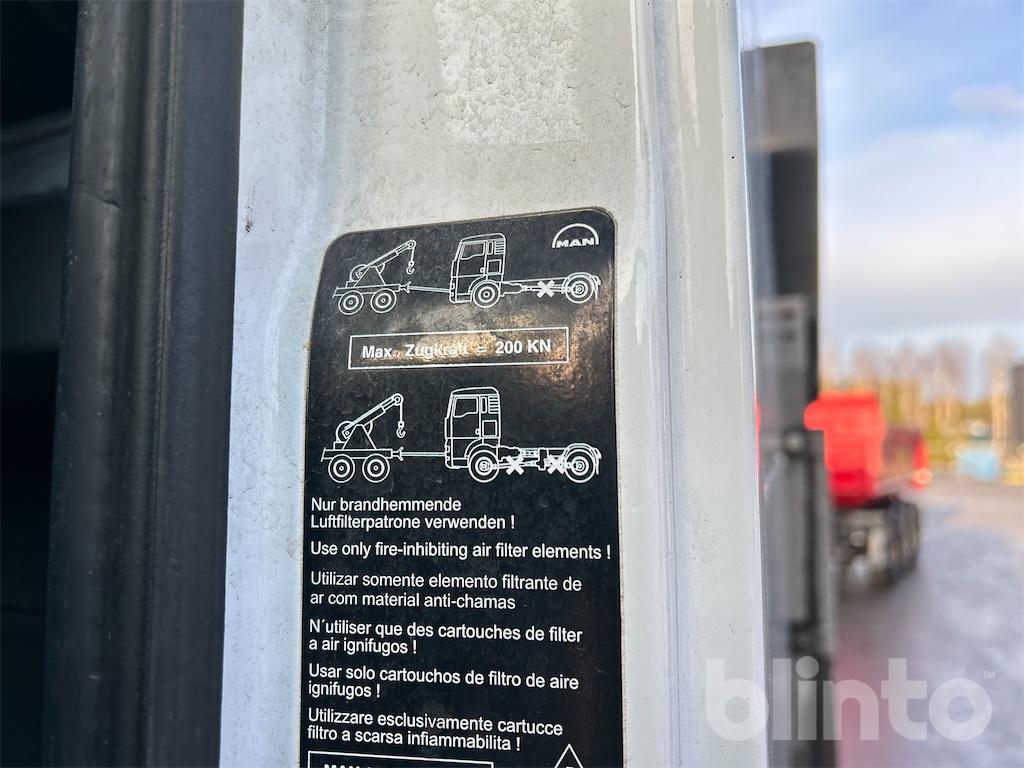 MAN
Max. Zugkraft = 200 KN
Nur brandhemmende
Luftfilterpatrone verwenden !
Use only fire-inhibiting air filter elements !
Utilizar somente elemento filtrante de
ar com material anti-chamas
N´utiliser que des cartouches de filter
a air ignifugos !
Usar solo cartouchos de filtro de aire
ignifugos !
Utilizzare esclusivamente cartucce
filtro a scarsa infiammabilita !
blinto™